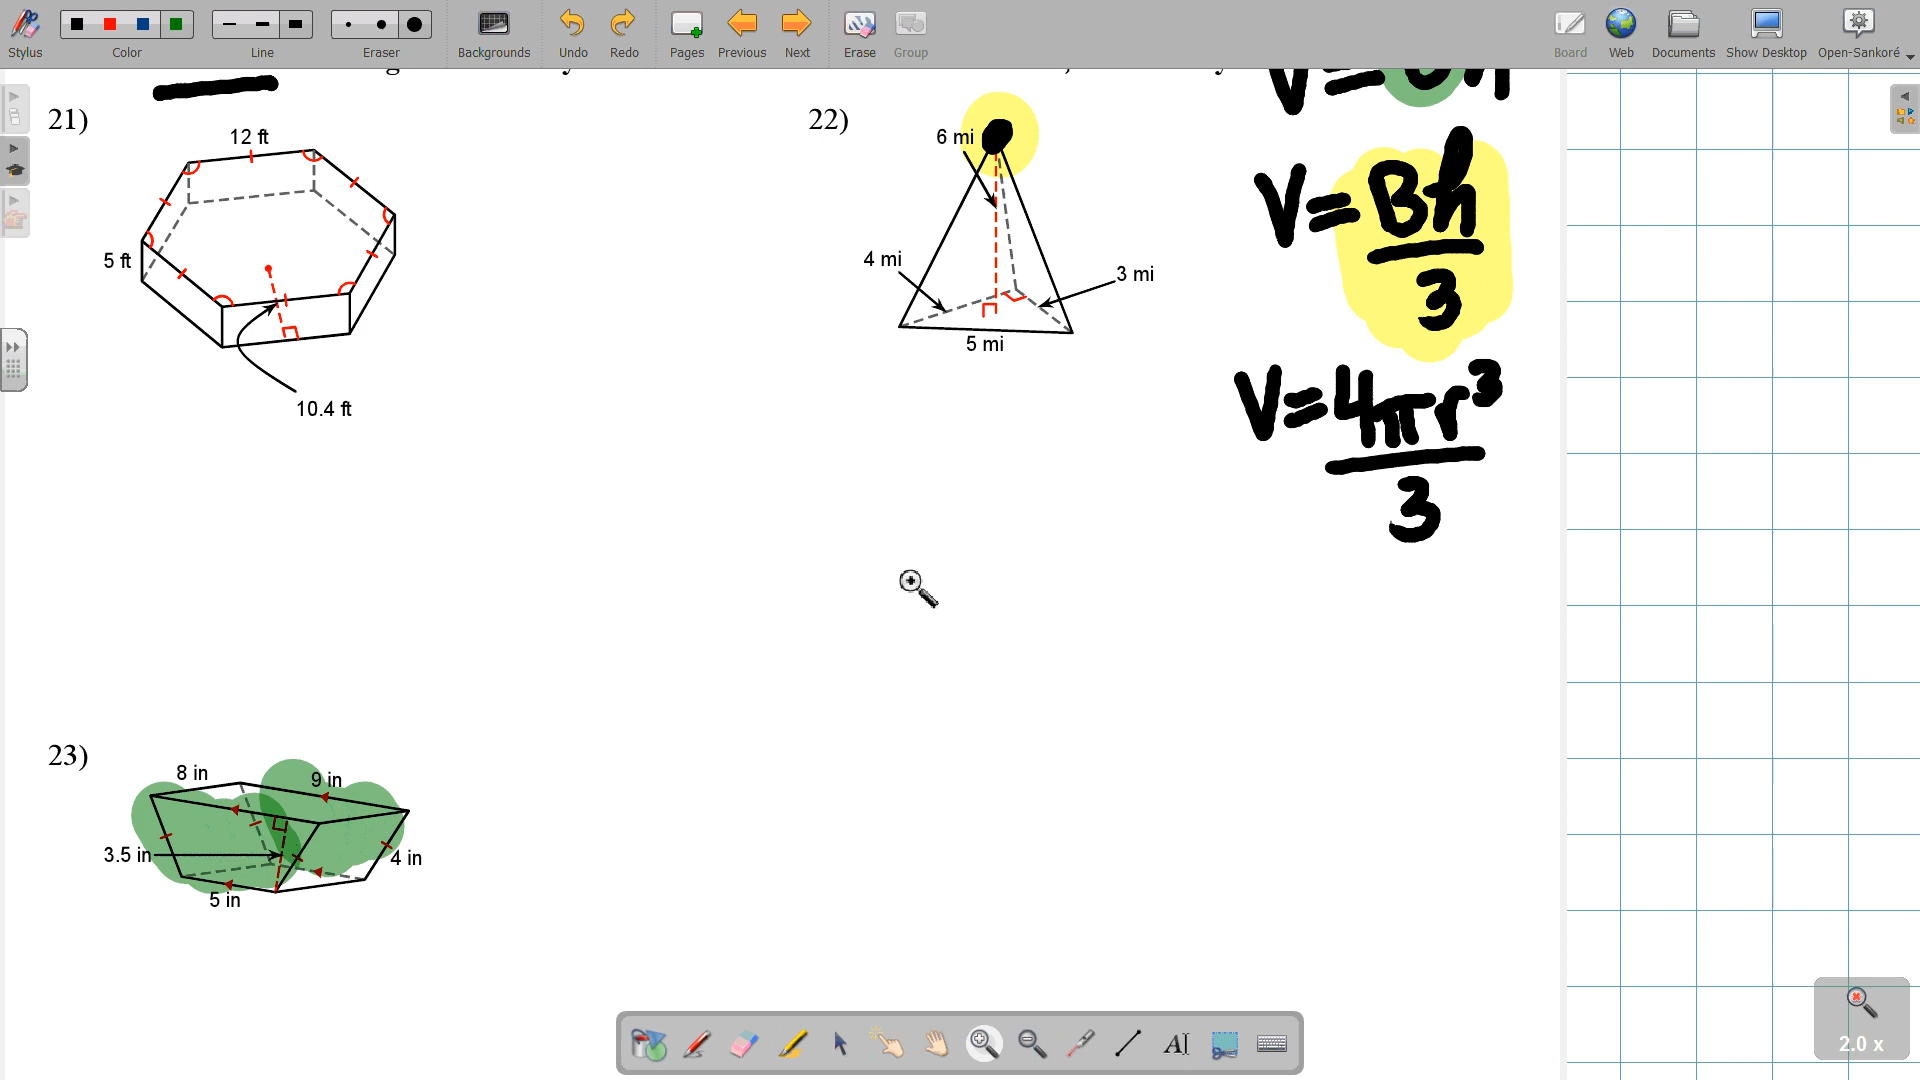 Stylus Color Line Eraser Backgrounds Undo Redo Pages Previous Next Erase Group Board Web Documents Show Desktop Open-Sankoré
V=Bh
21)
12 ft
5 ft
10.4 ft
22)
6 mi
4 mi
3 mi
5 mi
V=Bh
3
V=4πr³
3
23)
8 in
9 in
3.5 in
4 in
5 in
2.0 x